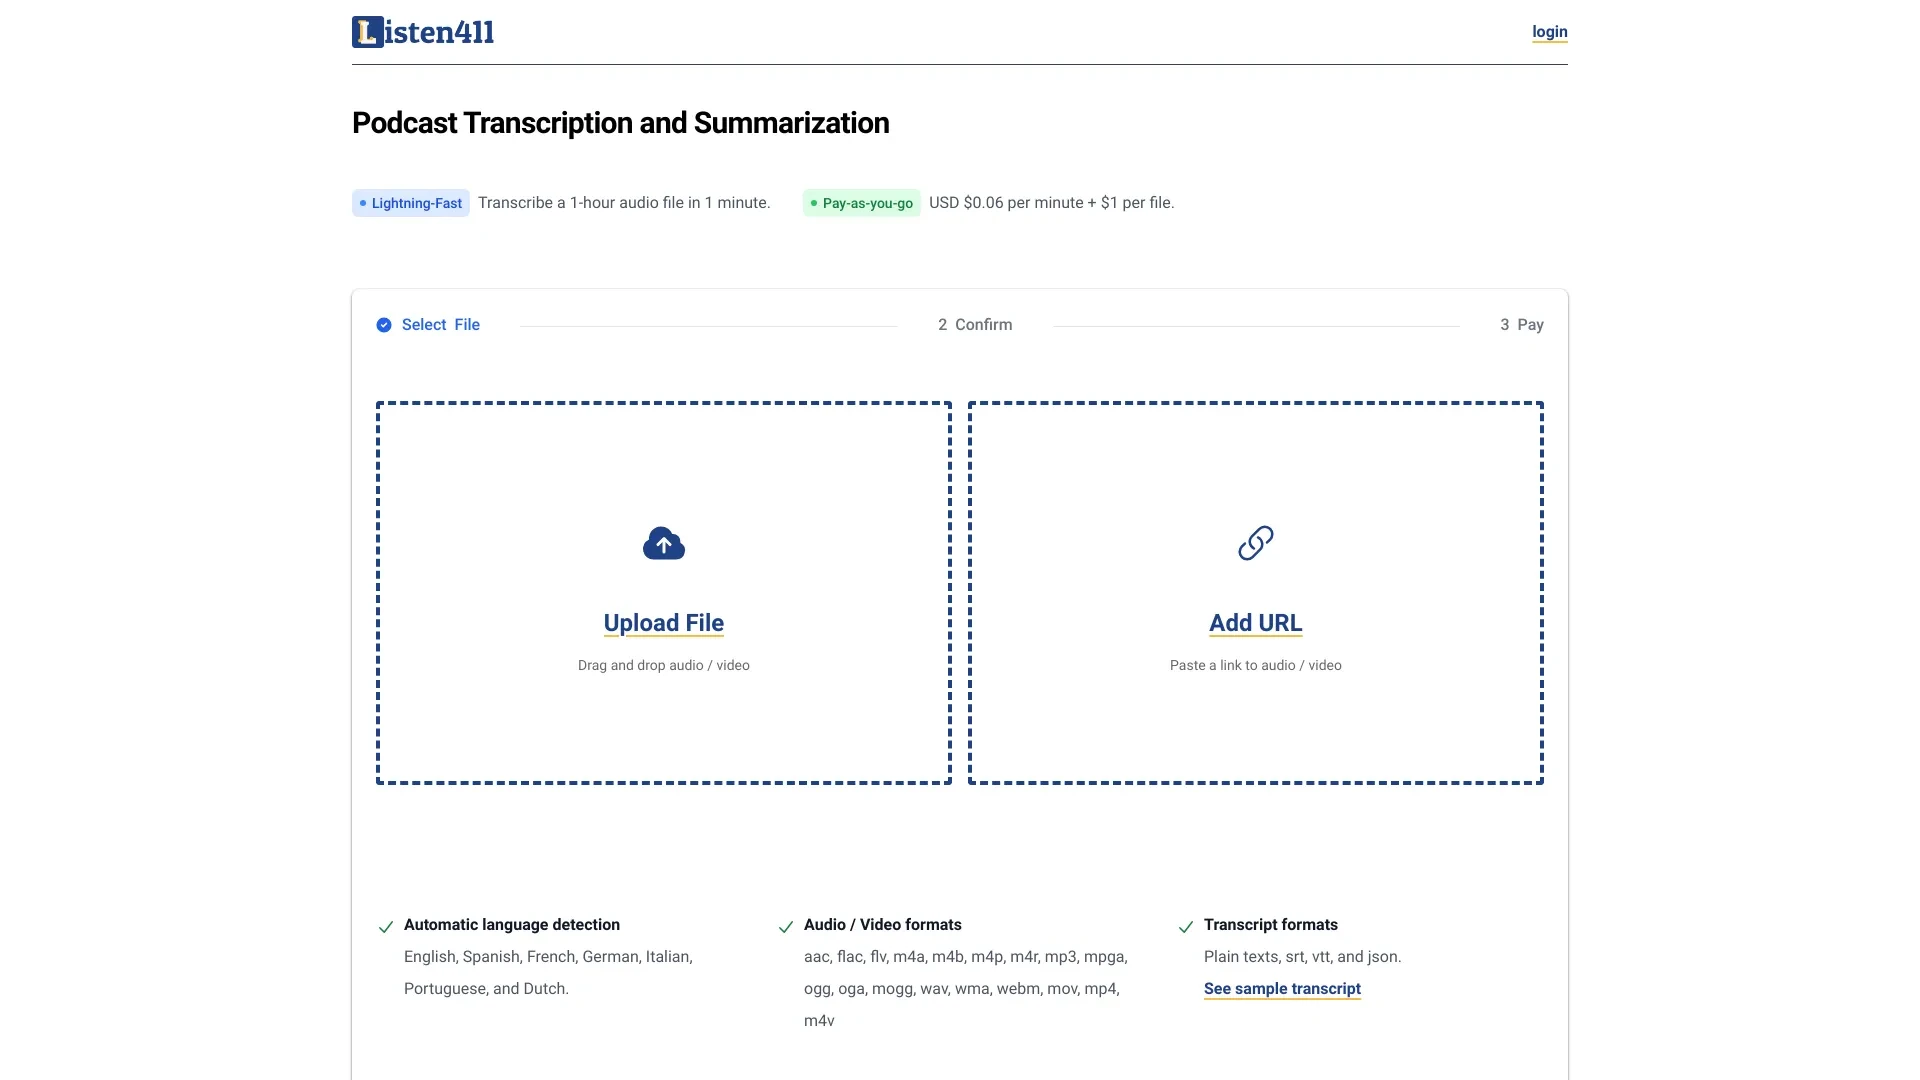 Listen411
login
Podcast Transcription and Summarization
Lightning-Fast Transcribe a 1-hour audio file in 1 minute. Pay-as-you-go USD $0.06 per minute + $1 per file.
Select File 2 Confirm 3 Pay
Upload File
Drag and drop audio / video
Add URL
Paste a link to audio / video
Automatic language detection
English, Spanish, French, German, Italian,
Portuguese, and Dutch.
Audio / Video formats
aac, flac, flv, m4a, m4b, m4p, m4r, mp3, mpga,
ogg, oga, mogg, wav, wma, webm, mov, mp4,
m4v
Transcript formats
Plain texts, srt, vtt, and json.
See sample transcript